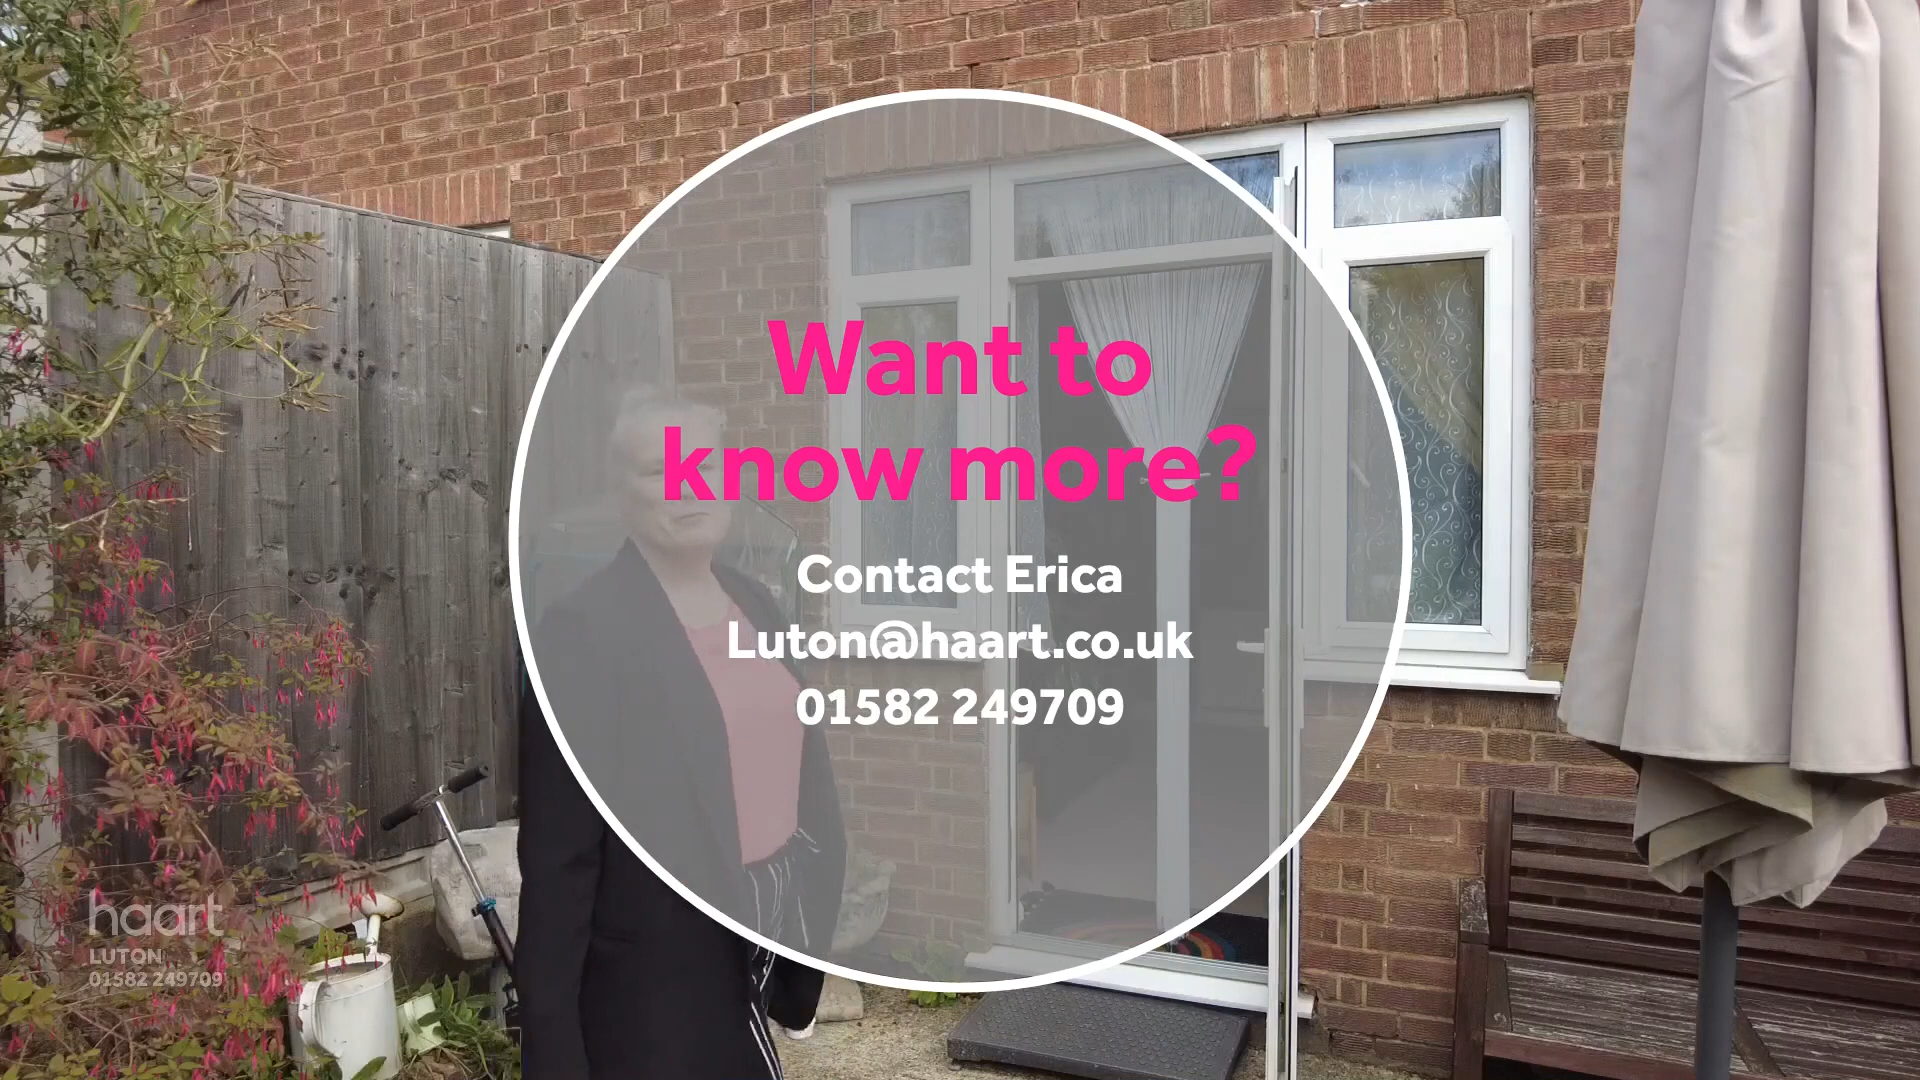 Want to
know more?
Contact Erica
Luton@haart.co.uk
01582 249709
haart
LUTON
01582 249709